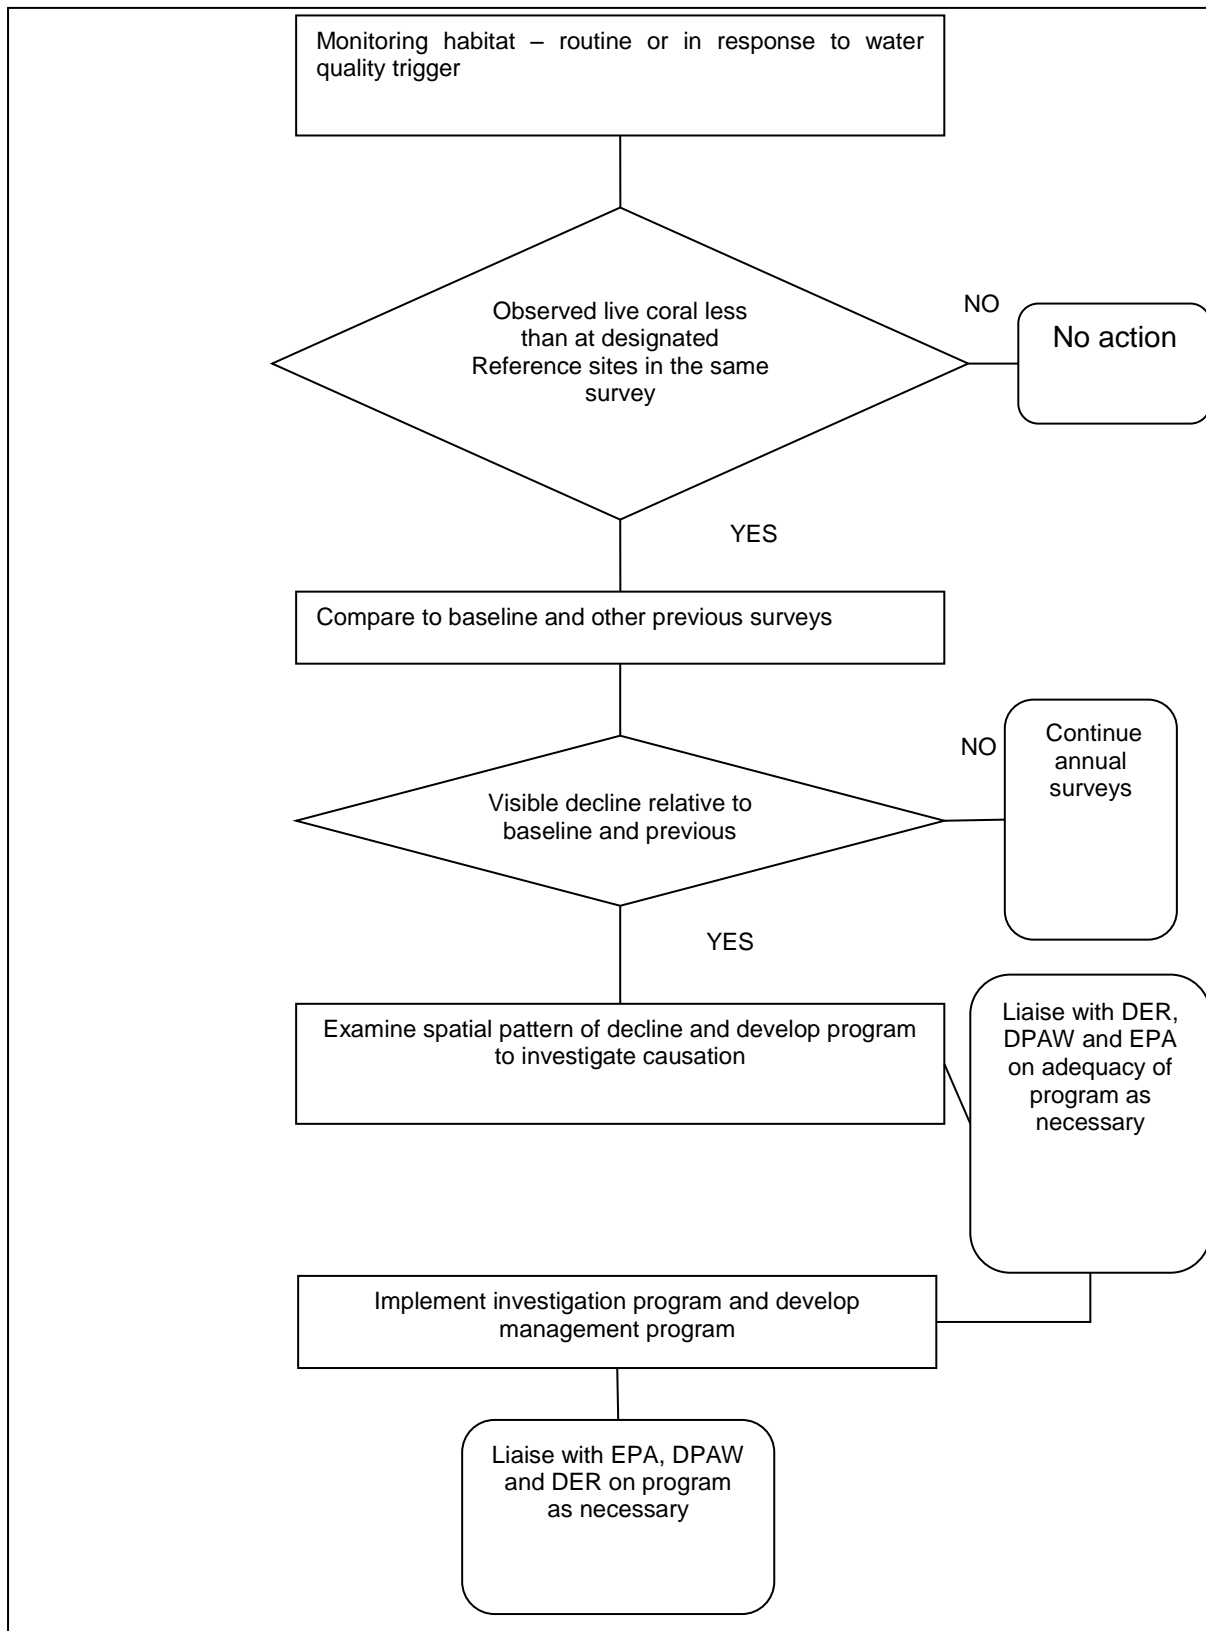 Monitoring habitat – routine or in response to water
quality trigger
Observed live coral less
than at designated
Reference sites in the same
survey
NO
No action
YES
Compare to baseline and other previous surveys
Visible decline relative to
baseline and previous
NO
Continue
annual
surveys
YES
Examine spatial pattern of decline and develop program
to investigate causation
Liaise with DER,
DPAW and EPA
on adequacy of
program as
necessary
Implement investigation program and develop
management program
Liaise with EPA, DPAW
and DER on program
as necessary